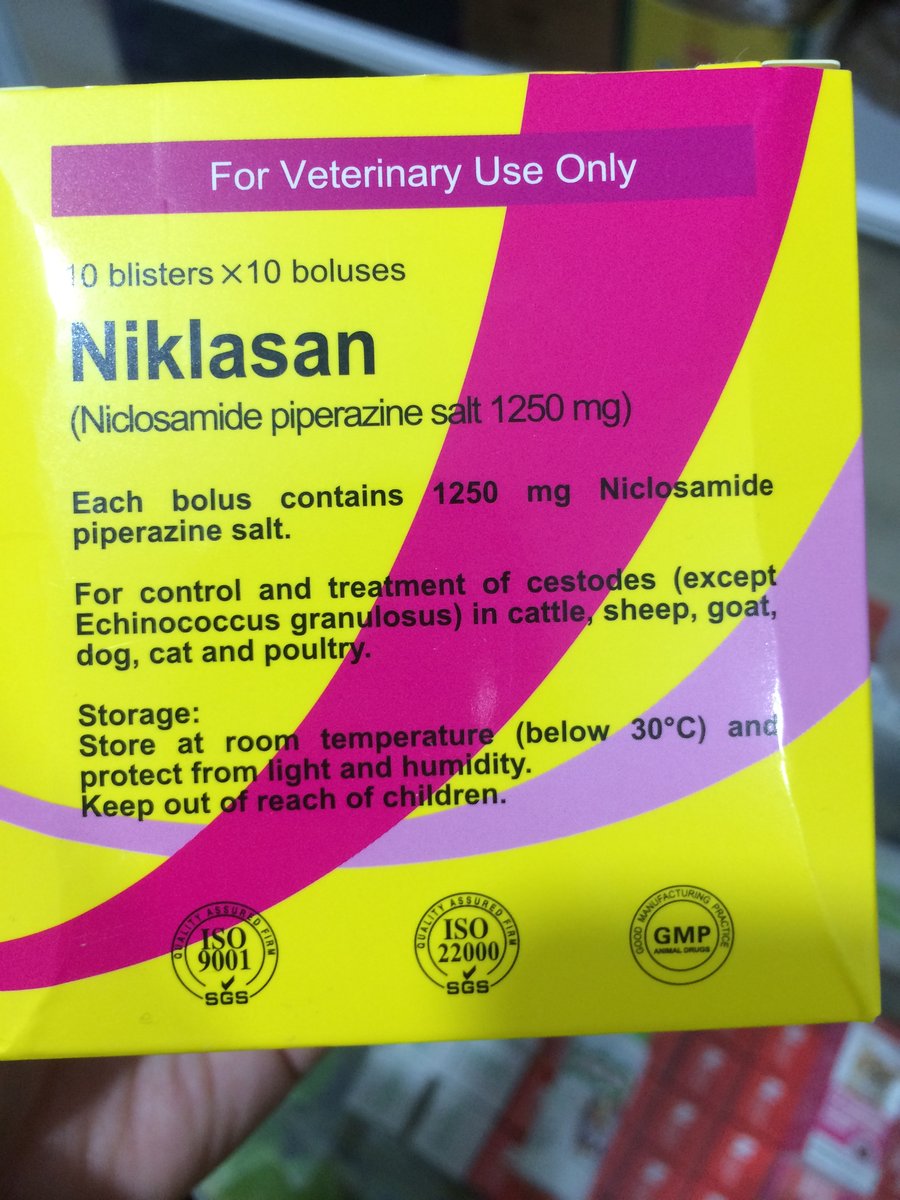 For Veterinary Use Only
10 blisters×10 boluses
Niklasan
(Niclosamide piperazine salt 1250 mg)
Each bolus contains 1250 mg Niclosamide
piperazine salt.
For control and treatment of cestodes (except
Echinococcus granulosus) in cattle, sheep, goat,
dog, cat and poultry.
Storage:
Store at room temperature (below 30°C) and
protect from light and humidity.
Keep out of reach of children.
QUALITY ASSURED FIRM
ISO
9001
SGS
QUALITY ASSURED FIRM
ISO
22000
SGS
GOOD MANUFACTURING PRACTICE
GMP
ANIMAL DRUGS